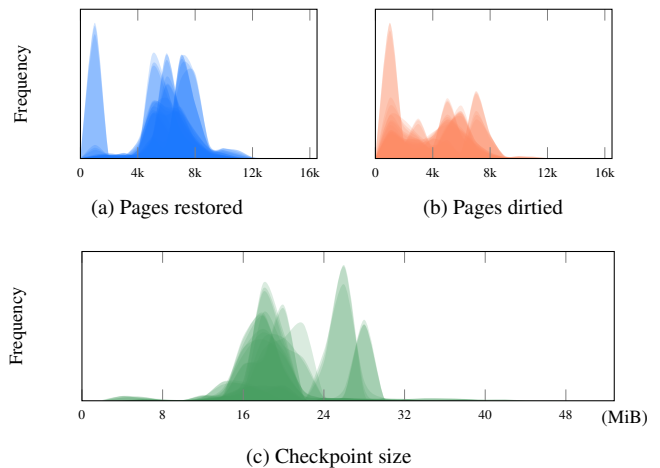 Frequency
0 4k 8k 12k 16k
(a) Pages restored
0 4k 8k 12k 16k
(b) Pages dirtied
Frequency
0 8 16 24 32 40 48 (MiB)
(c) Checkpoint size